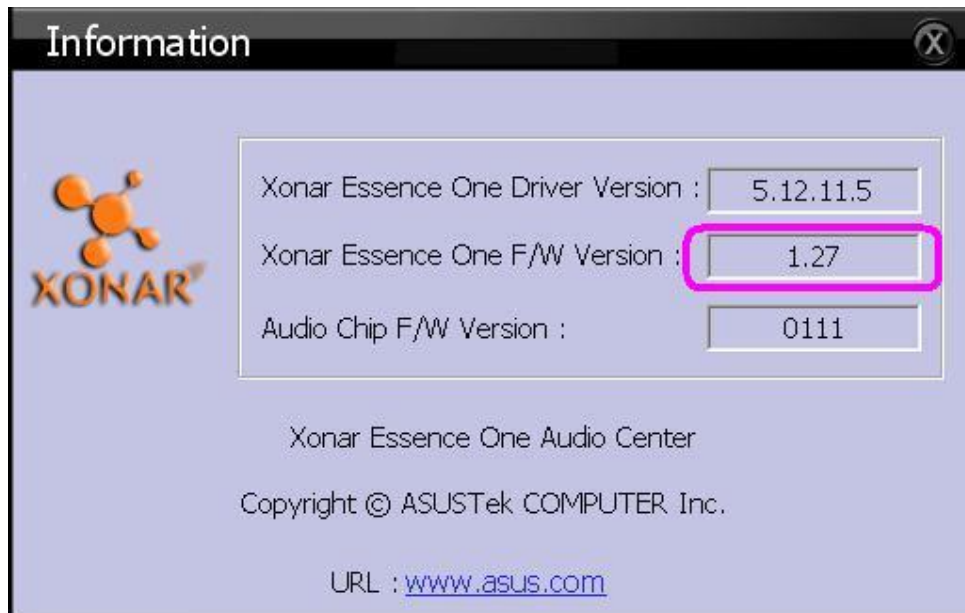 Information
X
XONAR
Xonar Essence One Driver Version : 5.12.11.5
Xonar Essence One F/W Version : 1.27
Audio Chip F/W Version : 0111
Xonar Essence One Audio Center
Copyright © ASUSTek COMPUTER Inc.
URL : www.asus.com